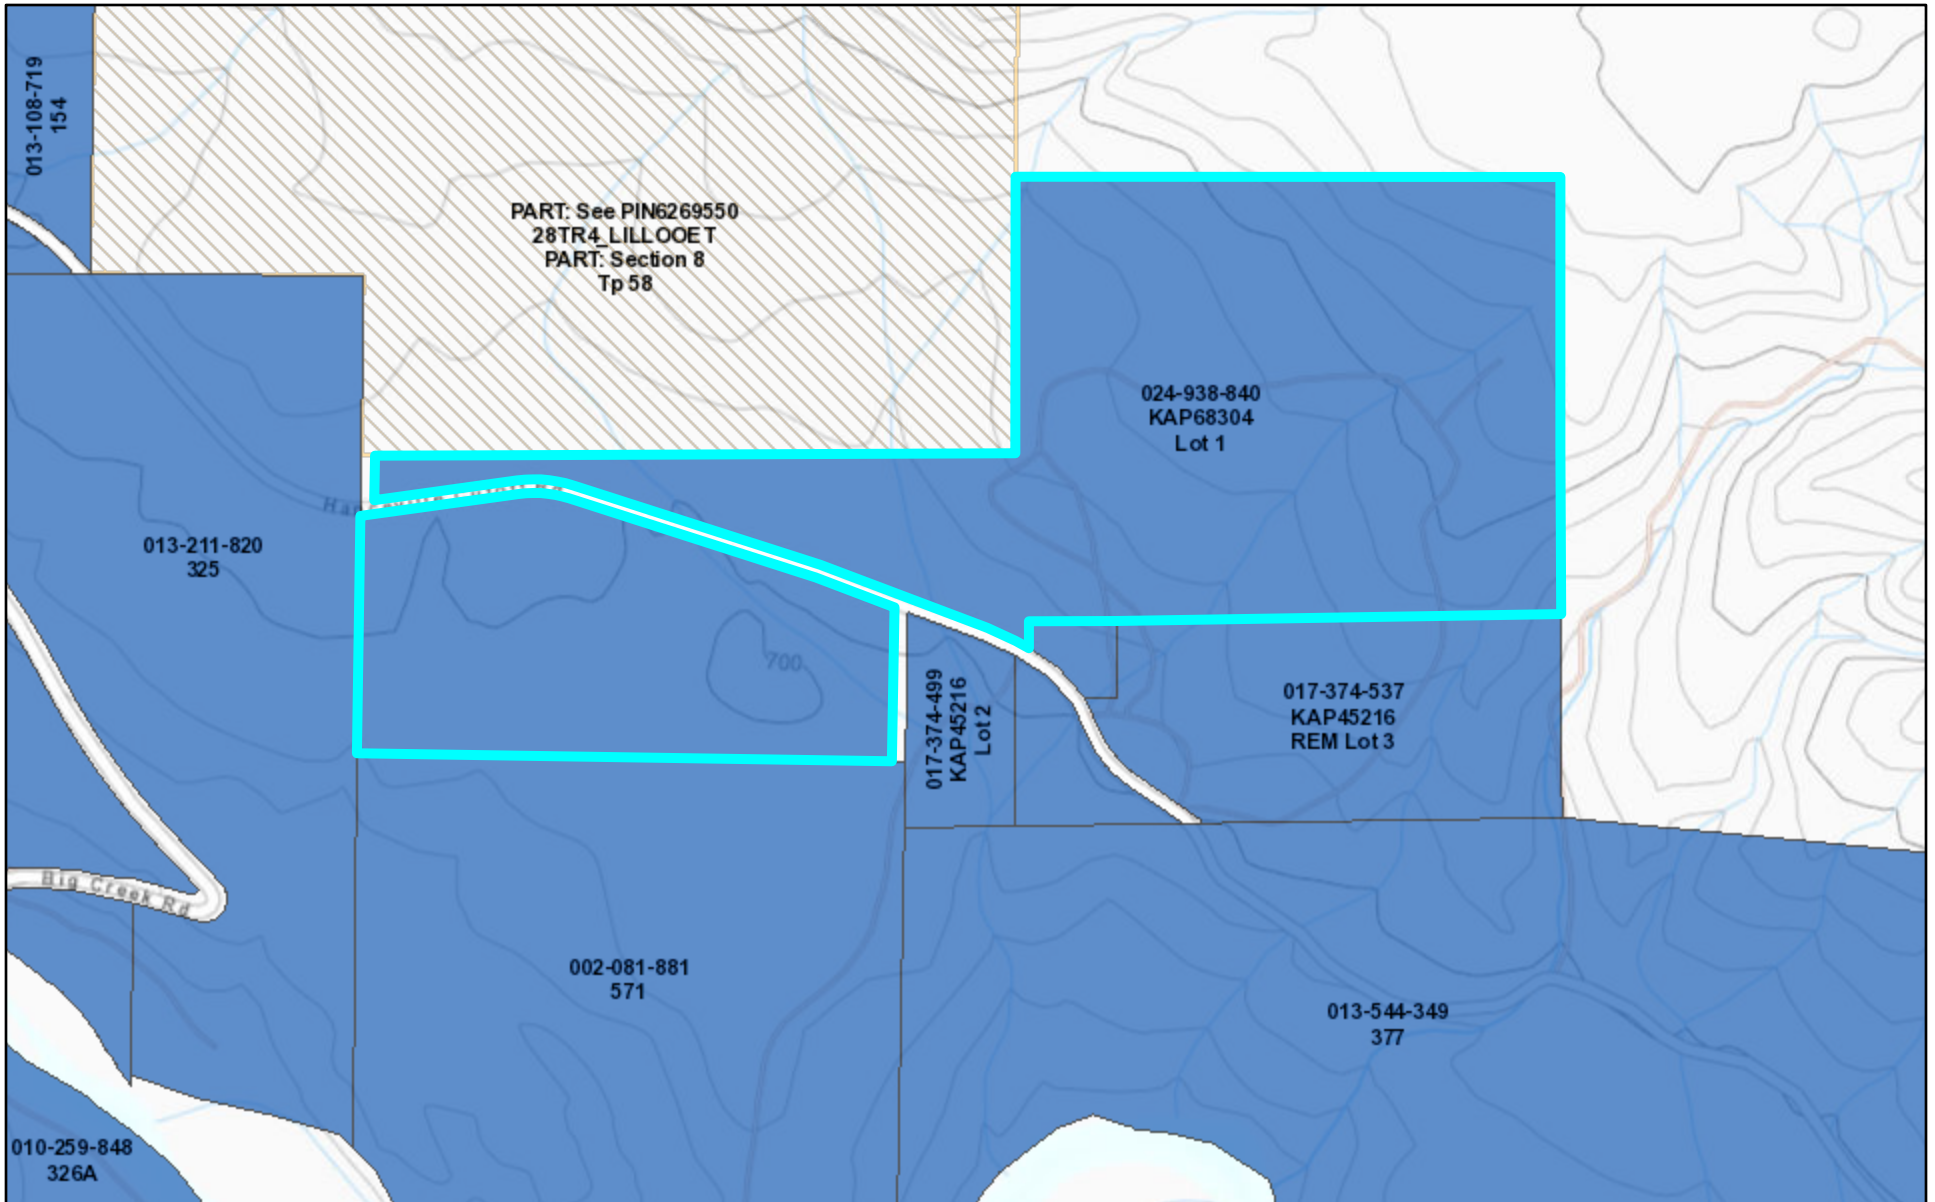 013-108-719
154
PART: See PIN6269550
28TR4_LILLOOET
PART: Section 8
Tp 58
024-938-840
KAP68304
Lot 1
013-211-820
325
700
017-374-499
KAP45216
Lot 2
017-374-537
KAP45216
REM Lot 3
Big Creek Rd
002-081-881
571
013-544-349
377
010-259-848
326A